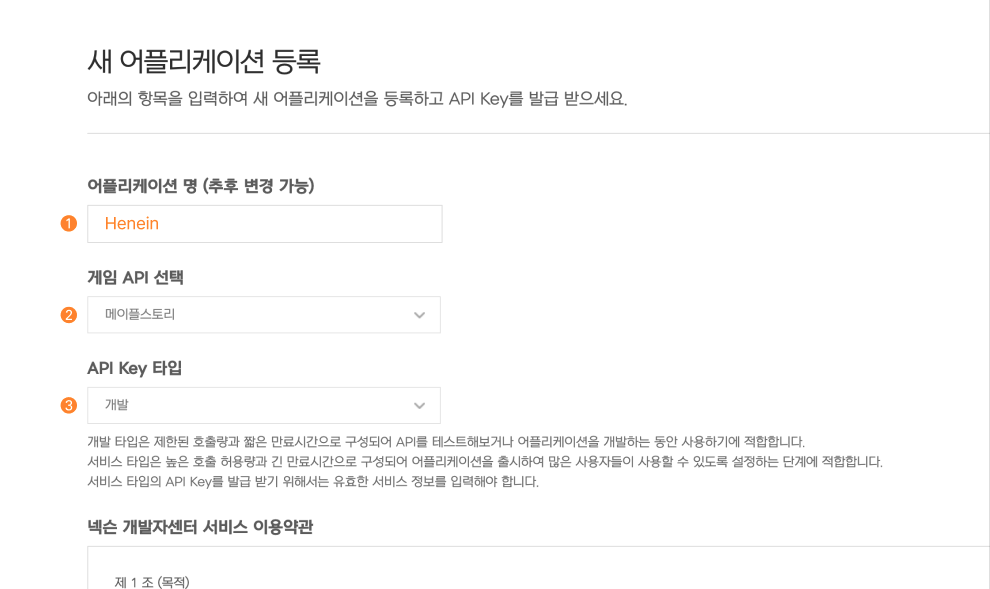 새 어플리케이션 등록
아래의 항목을 입력하여 새 어플리케이션을 등록하고 API Key를 발급 받으세요.
어플리케이션 명 (추후 변경 가능)
1 Henein
게임 API 선택
2 메이플스토리
API Key 타입
3 개발
개발 타입은 제한된 호출량과 짧은 만료시간으로 구성되어 API를 테스트해보거나 어플리케이션을 개발하는 동안 사용하기에 적합합니다.
서비스 타입은 높은 호출 허용량과 긴 만료시간으로 구성되어 어플리케이션을 출시하여 많은 사용자들이 사용할 수 있도록 설정하는 단계에 적합합니다.
서비스 타입의 API Key를 발급 받기 위해서는 유효한 서비스 정보를 입력해야 합니다.
넥슨 개발자센터 서비스 이용약관
제 1 조 (목적)